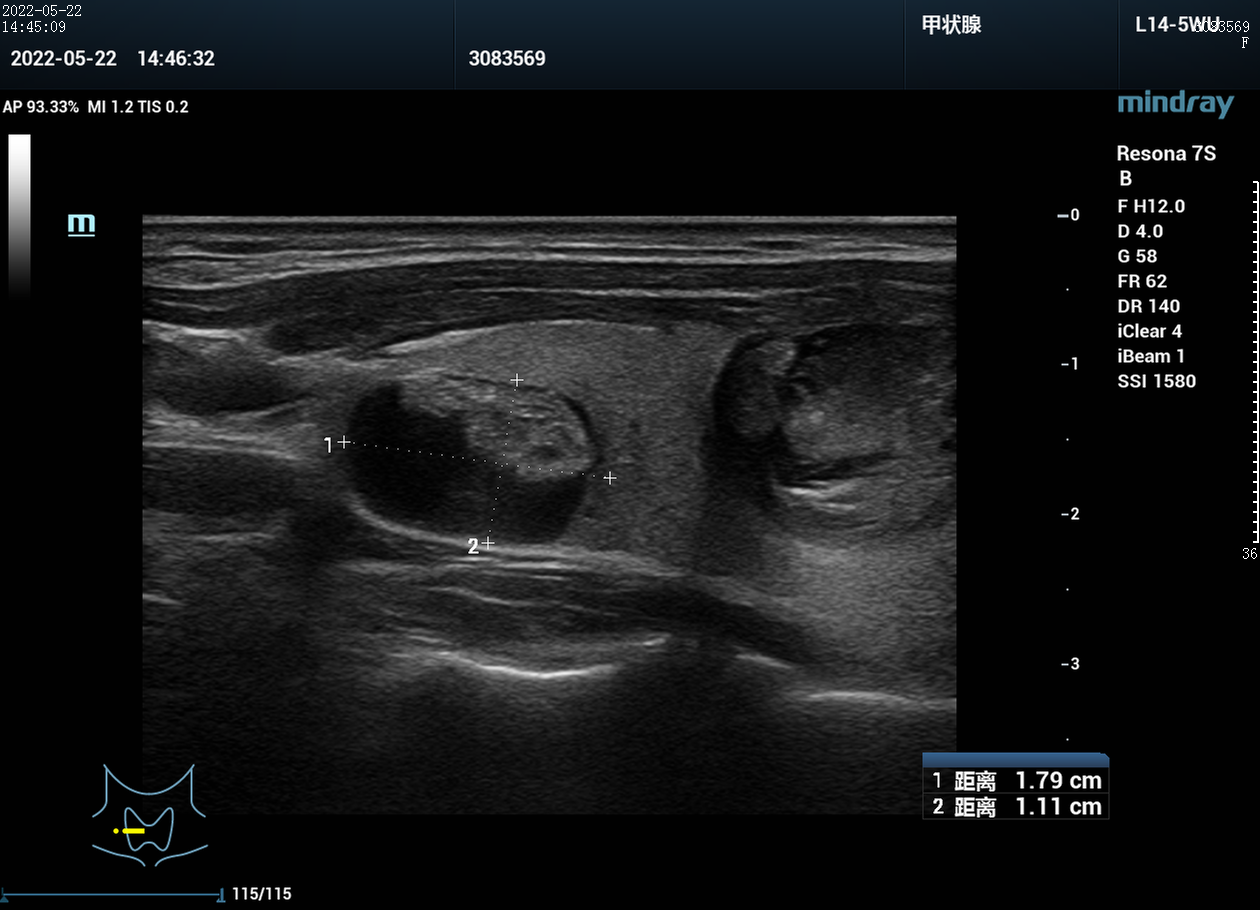 2022-05-22
14:45:09
2022-05-22 14:46:32
3083569
甲状腺
L14-5WU
3083569
F
AP 93.33% MI 1.2 TIS 0.2
mindray
Resona 7S
B
F H12.0
D 4.0
G 58
FR 62
DR 140
iClear 4
iBeam 1
SSI 1580
m
0
-1
-2
-3
36
1
2
1 距离 1.79 cm
2 距离 1.11 cm
115/115